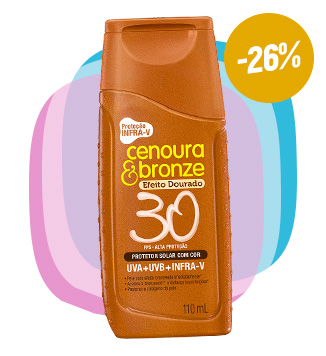 -26%
Proteção
INFRA-V
cenoura
&bronze
Efeito Dourado
30
FPS - ALTA PROTEÇÃO
PROTETOR SOLAR COM COR
UVA+UVB+INFRA-V
110 mL